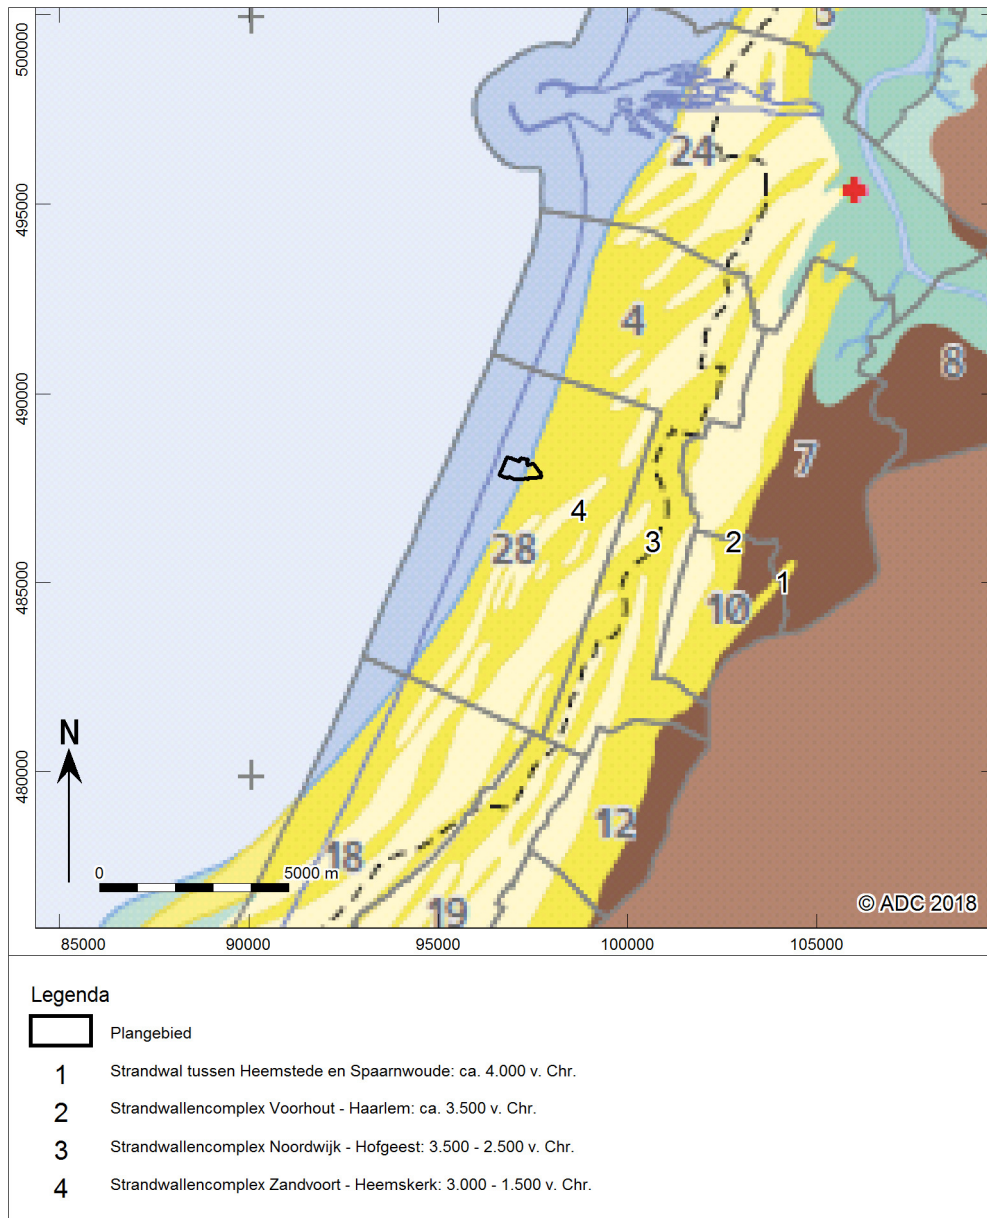 5
500000
24
495000
4
490000
8
7
4
28
3
2
1
10
485000
N
480000
12
18
0
5000 m
19
© ADC 2018
85000
90000
95000
100000
105000
Legenda
Plangebied
1 Strandwal tussen Heemstede en Spaarnwoude: ca. 4.000 v. Chr.
2 Strandwallencomplex Voorhout - Haarlem: ca. 3.500 v. Chr.
3 Strandwallencomplex Noordwijk - Hofgeest: 3.500 - 2.500 v. Chr.
4 Strandwallencomplex Zandvoort - Heemskerk: 3.000 - 1.500 v. Chr.